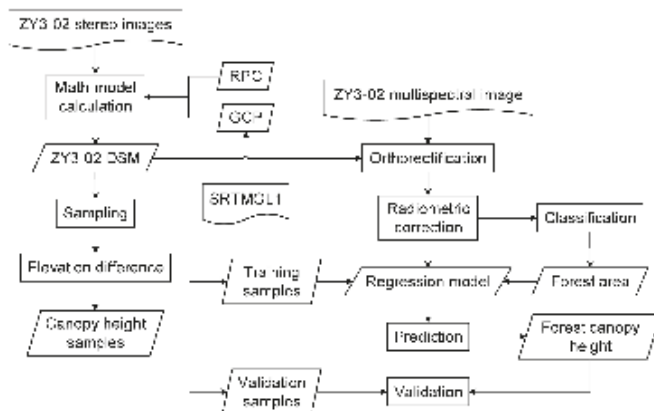 ZY3-02 stereo images
Math model
calculation
RPC
GCP
ZY3-02 multispectral image
ZY3-02 DSM
Orthorectification
Sampling
SRTMGL1
Radiometric
correction
Classification
Elevation difference
Training
samples
Regression model
Forest area
Canopy height
samples
Prediction
Forest canopy
height
Validation
samples
Validation